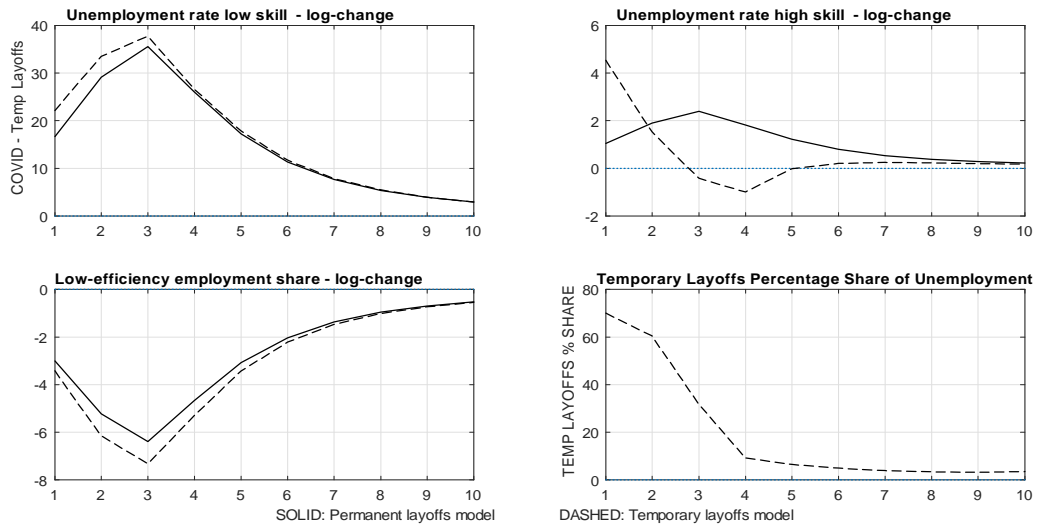 Unemployment rate low skill - log-change
COVID - Temp Layoffs
40
30
20
10
0
1 2 3 4 5 6 7 8 9 10
Unemployment rate high skill - log-change
6
4
2
0
-2
1 2 3 4 5 6 7 8 9 10
Low-efficiency employment share - log-change
0
-2
-4
-6
-8
1 2 3 4 5 6 7 8 9 10
Temporary Layoffs Percentage Share of Unemployment
TEMP LAYOFFS % SHARE
80
60
40
20
0
1 2 3 4 5 6 7 8 9 10
SOLID: Permanent layoffs model
DASHED: Temporary layoffs model